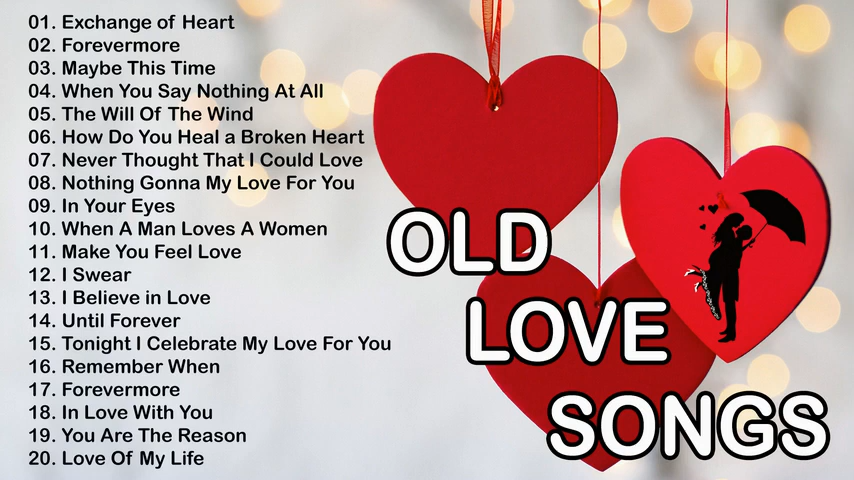 01. Exchange of Heart
02. Forevermore
03. Maybe This Time
04. When You Say Nothing At All
05. The Will Of The Wind
06. How Do You Heal a Broken Heart
07. Never Thought That I Could Love
08. Nothing Gonna My Love For You
09. In Your Eyes
10. When A Man Loves A Women
11. Make You Feel Love
12. I Swear
13. I Believe in Love
14. Until Forever
15. Tonight I Celebrate My Love For You
16. Remember When
17. Forevermore
18. In Love With You
19. You Are The Reason
20. Love Of My Life
OLD
LOVE
SONGS